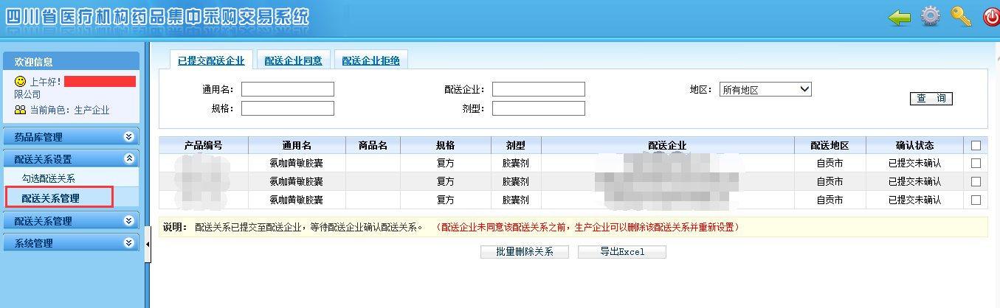 四川省医疗机构药品集中采购交易系统
欢迎信息
上午好!
限公司
当前角色: 生产企业
药品库管理
配送关系设置
勾选配送关系
配送关系管理
配送关系管理
系统管理
已提交配送企业 配送企业同意 配送企业拒绝
通用名: 配送企业: 地区: 所有地区
查 询
规格: 剂型:
产品编号 通用名 商品名 规格 剂型 配送企业 配送地区 确认状态
氨咖黄敏胶囊 复方 胶囊剂 自贡市 已提交未确认
氨咖黄敏胶囊 复方 胶囊剂 自贡市 已提交未确认
氨咖黄敏胶囊 复方 胶囊剂 自贡市 已提交未确认
说明: 配送关系已提交至配送企业，等待配送企业确认配送关系。 （配送企业未同意该配送关系之前，生产企业可以删除该配送关系并重新设置）
批量删除关系 导出Excel